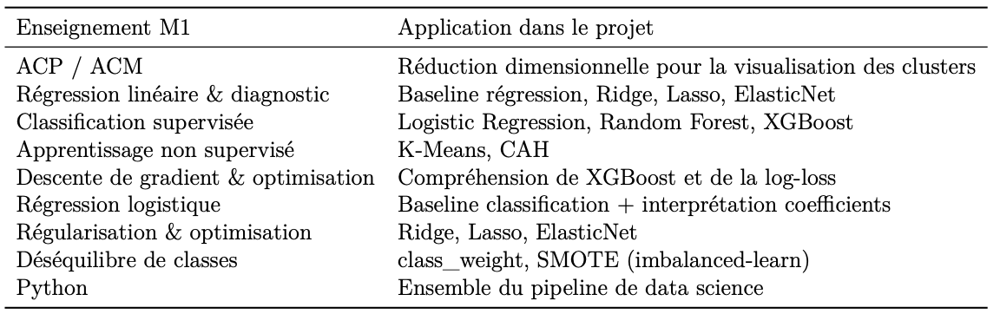 Enseignement M1 Application dans le projet
ACP / ACM Réduction dimensionnelle pour la visualisation des clusters
Régression linéaire & diagnostic Baseline régression, Ridge, Lasso, ElasticNet
Classification supervisée Logistic Regression, Random Forest, XGBoost
Apprentissage non supervisé K-Means, CAH
Descente de gradient & optimisation Compréhension de XGBoost et de la log-loss
Régression logistique Baseline classification + interprétation coefficients
Régularisation & optimisation Ridge, Lasso, ElasticNet
Déséquilibre de classes class_weight, SMOTE (imbalanced-learn)
Python Ensemble du pipeline de data science